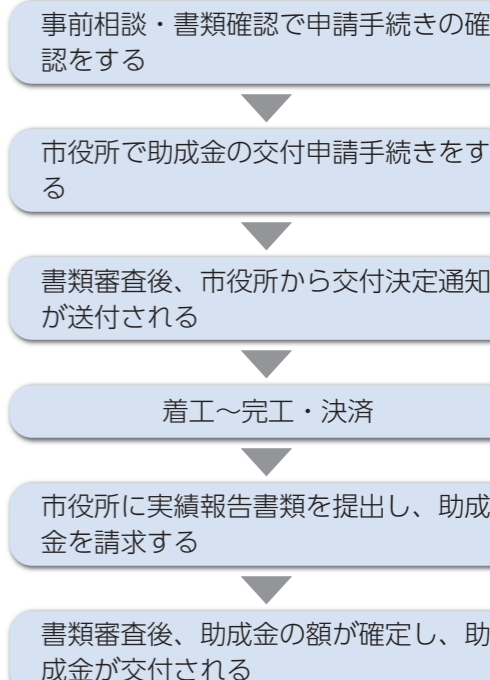 事前相談・書類確認で申請手続きの確
認をする
市役所で助成金の交付申請手続きをす
る
書類審査後、市役所から交付決定通知
が送付される
着工～完工・決済
市役所に実績報告書類を提出し、助成
金を請求する
書類審査後、助成金の額が確定し、助
成金が交付される